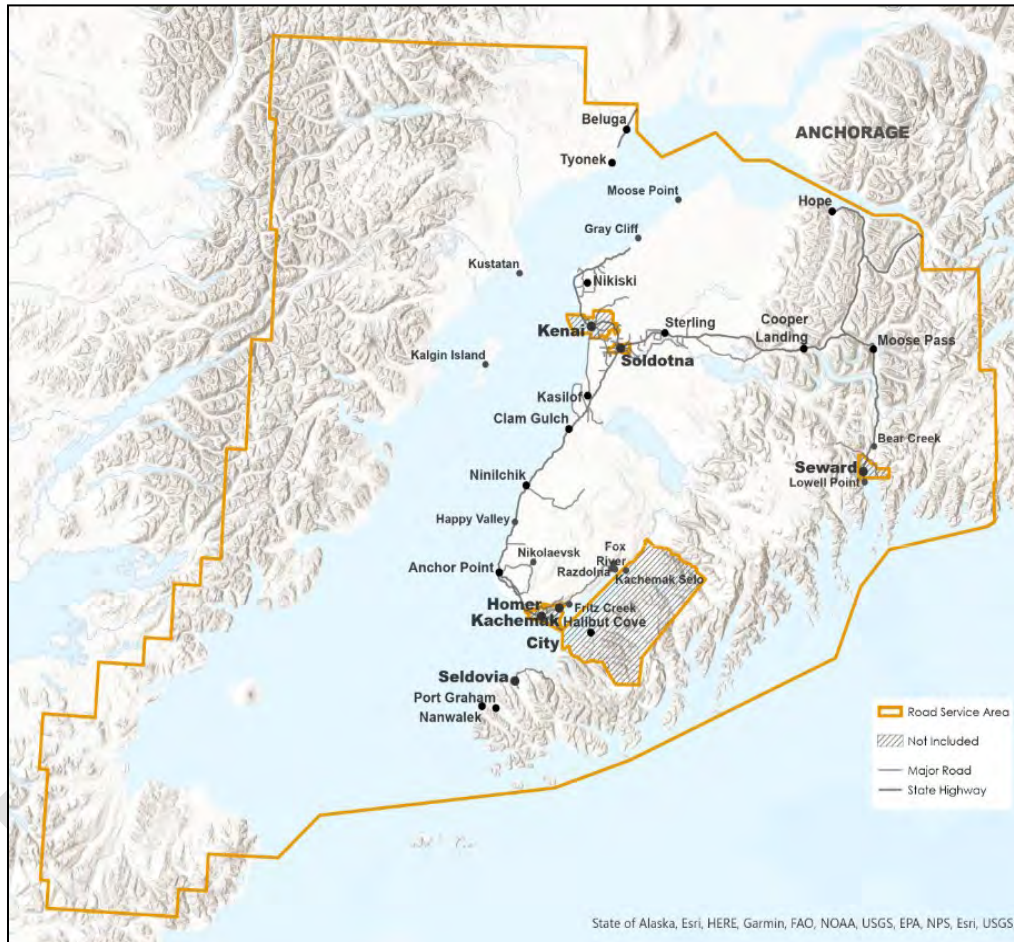 Beluga
ANCHORAGE
Tyonek
Moose Point
Hope
Gray Cliff
Kustatan
Nikiski
Kenai
Sterling
Cooper
Landing
Soldotna
Moose Pass
Kalgin Island
Kasilof
Clam Gulch
Bear Creek
Seward
Lowell Point
Ninilchik
Happy Valley
Nikolaevsk
Fox
River
Anchor Point
Razdolna
Kachemak Selo
Homer
Fritz Creek
Kachemak
Halibut Cove
City
Seldovia
Port Graham
Nanwalek
Road Service Area
Not Included
Major Road
State Highway
State of Alaska, Esri, HERE, Garmin, FAO, NOAA, USGS, EPA, NPS, Esri, USGS